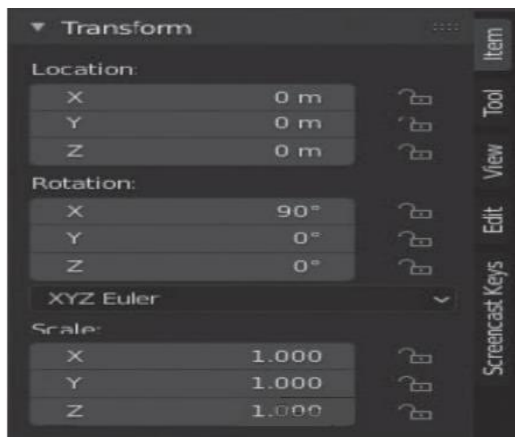 Transform
Location:
X 0 m
Y 0 m
Z 0 m
Rotation:
X 90°
Y 0°
Z 0°
XYZ Euler
Scale:
X 1.000
Y 1.000
Z 1.000
Item
Tool
View
Edit
Screencast Keys